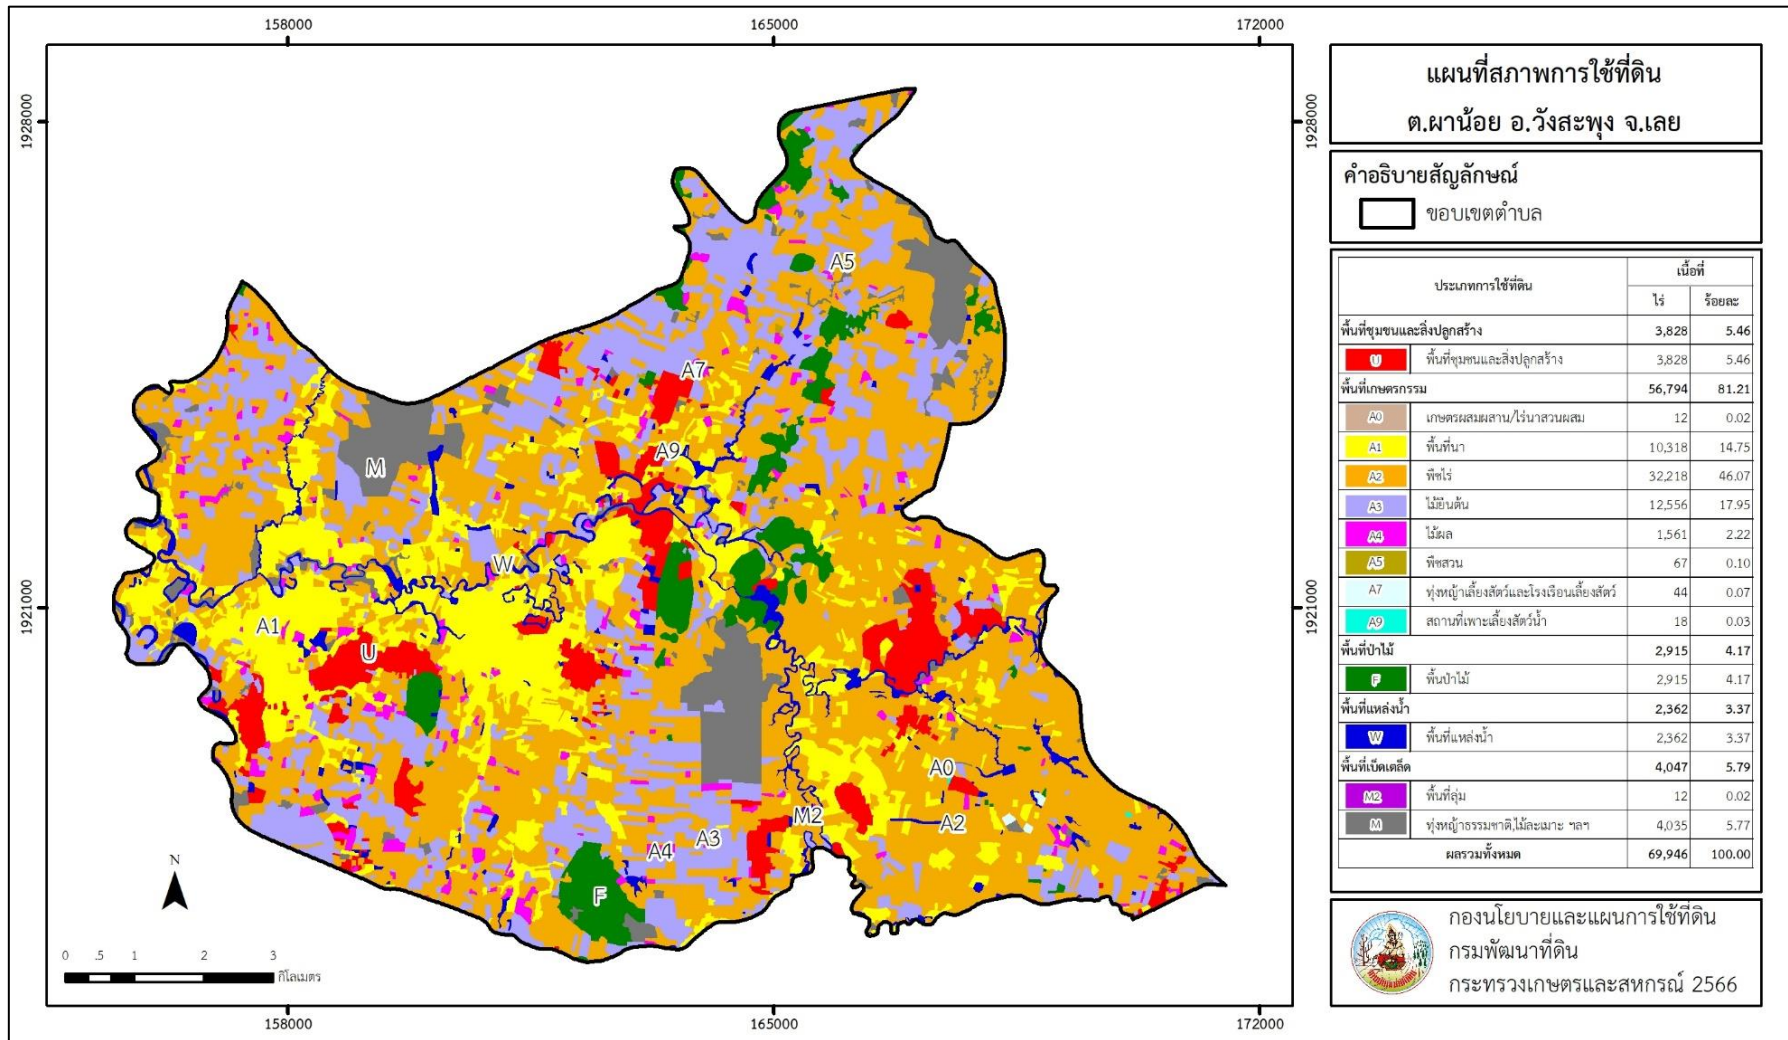 158000 165000 172000
แผนที่สภาพการใช้ที่ดิน
ต.ผาน้อย อ.วังสะพุง จ.เลย
คำอธิบายสัญลักษณ์
ขอบเขตตำบล
ประเภทการใช้ที่ดิน เนื้อที่
ไร่ ร้อยละ
พื้นที่ชุมชนและสิ่งปลูกสร้าง 3,828 5.46
U พื้นที่ชุมชนและสิ่งปลูกสร้าง 3,828 5.46
พื้นที่เกษตรกรรม 56,794 81.21
A0 เกษตรผสมผสาน/ไร่นาสวนผสม 12 0.02
A1 พื้นที่นา 10,318 14.75
A2 พืชไร่ 32,218 46.07
A3 ไม้ยืนต้น 12,556 17.95
A4 ไม้ผล 1,561 2.22
A5 พืชสวน 67 0.10
A7 ทุ่งหญ้าเลี้ยงสัตว์และโรงเรือนเลี้ยงสัตว์ 44 0.07
A9 สถานที่เพาะเลี้ยงสัตว์น้ำ 18 0.03
พื้นที่ป่าไม้ 2,915 4.17
F พื้นป่าไม้ 2,915 4.17
พื้นที่แหล่งน้ำ 2,362 3.37
W พื้นที่แหล่งน้ำ 2,362 3.37
พื้นที่เบ็ดเตล็ด 4,047 5.79
M2 พื้นที่ลุ่ม 12 0.02
M ทุ่งหญ้าธรรมชาติ,ไม้ละเมาะ ฯลฯ 4,035 5.77
ผลรวมทั้งหมด 69,946 100.00
กองนโยบายและแผนการใช้ที่ดิน
กรมพัฒนาที่ดิน
กระทรวงเกษตรและสหกรณ์ 2566
1928000 1928000
1921000 1921000
A5
A7
A9
M
W
A1
U
A0
M2
A2
A3
A4
F
N
0 .5 1 2 3
กิโลเมตร
158000 165000 172000